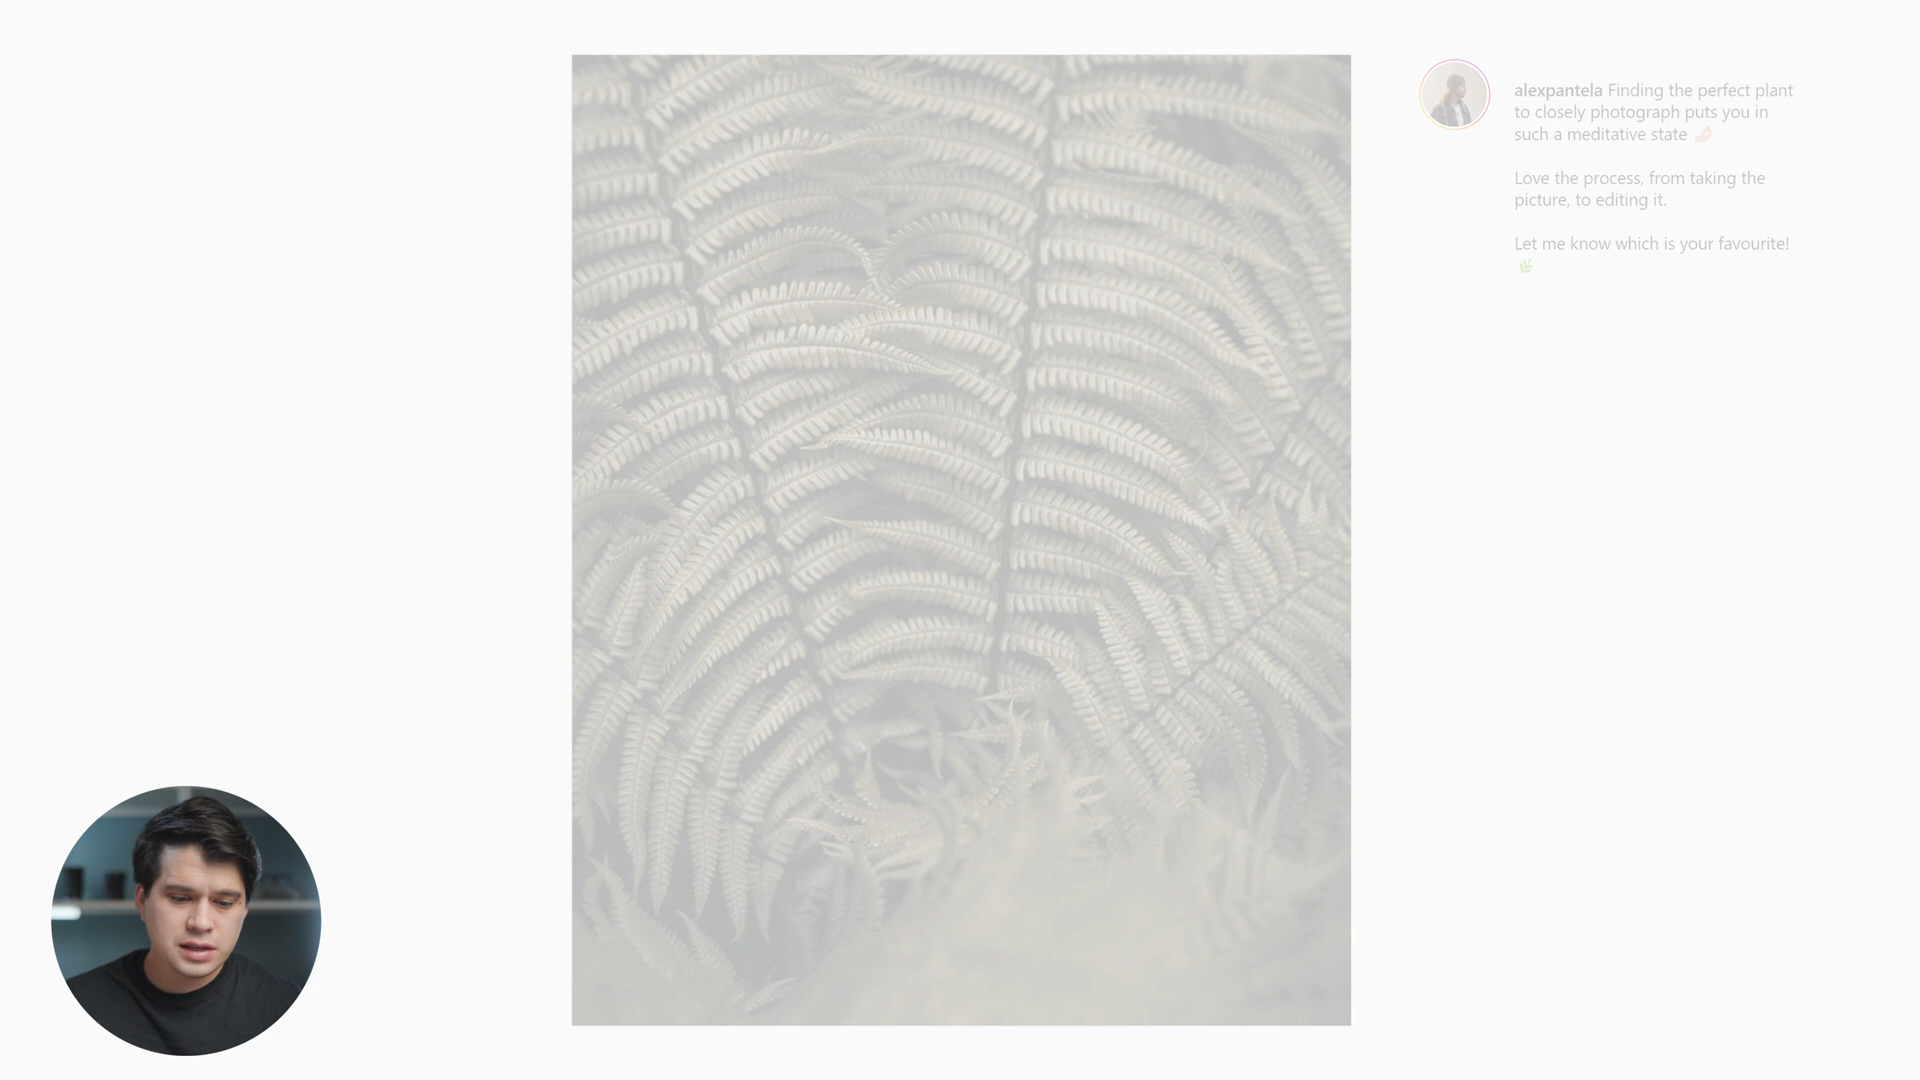 alexpantela Finding the perfect plant
to closely photograph puts you in
such a meditative state 🤌
Love the process, from taking the
picture, to editing it.
Let me know which is your favourite!
🌿